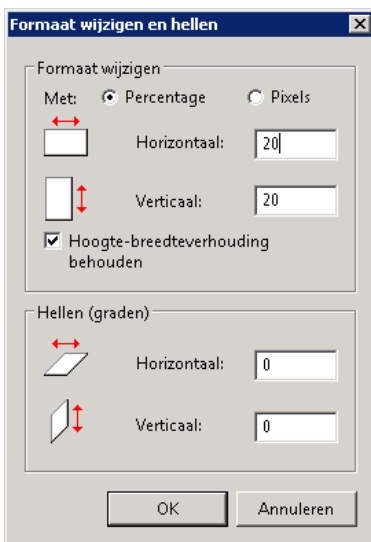 Formaat wijzigen en hellen
Formaat wijzigen
Met: Percentage Pixels
Horizontaal: 20
Verticaal: 20
Hoogte-breedteverhouding
behouden
Hellen (graden)
Horizontaal: 0
Verticaal: 0
OK Annuleren